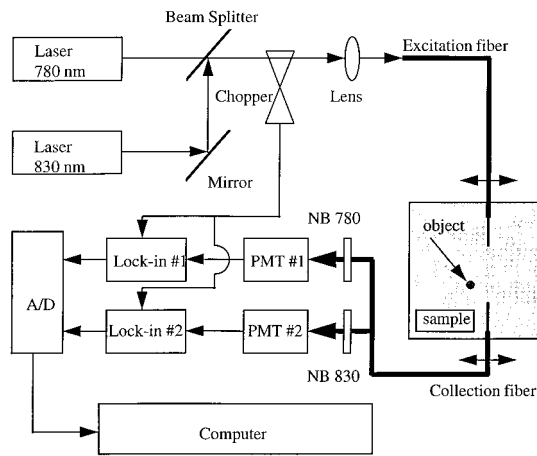 Beam Splitter
Laser
780 nm
Excitation fiber
Chopper
Lens
Laser
830 nm
Mirror
NB 780
object
Lock-in #1
PMT #1
A/D
Lock-in #2
PMT #2
sample
NB 830
Collection fiber
Computer